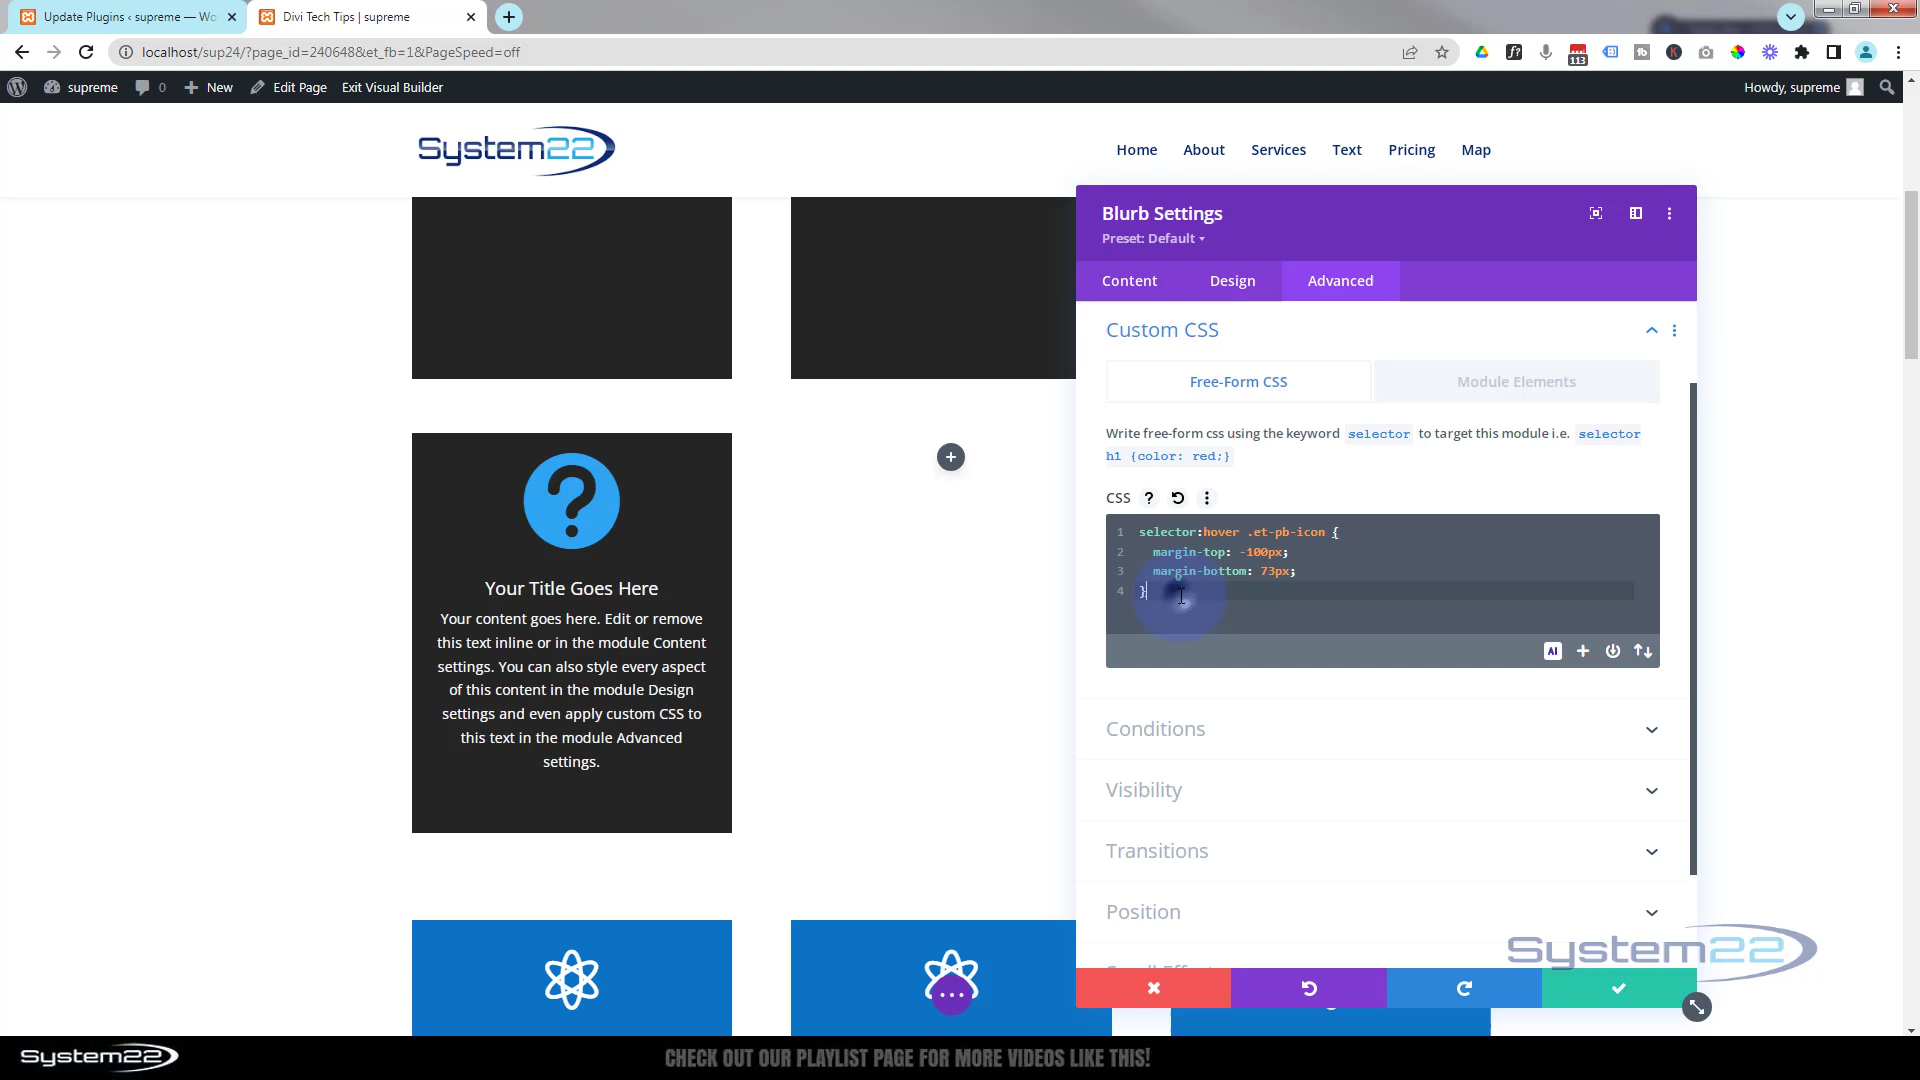 Update Plugins ‹ supreme — Wo
Divi Tech Tips | supreme
localhost/sup24/?page_id=240648&et_fb=1&PageSpeed=off
113
supreme
0
New
Edit Page
Exit Visual Builder
Howdy, supreme
System22
Home
About
Services
Text
Pricing
Map
Blurb Settings
Preset: Default
Content
Design
Advanced
Custom CSS
Free-Form CSS
Module Elements
Write free-form css using the keyword selector to target this module i.e. selector
h1 {color: red;}
CSS
1 selector:hover .et-pb-icon {
2 margin-top: -100px;
3 margin-bottom: 73px;
4 }
AI
Conditions
Visibility
Transitions
Position
Your Title Goes Here
Your content goes here. Edit or remove
this text inline or in the module Content
settings. You can also style every aspect
of this content in the module Design
settings and even apply custom CSS to
this text in the module Advanced
settings.
System22
System22
CHECK OUT OUR PLAYLIST PAGE FOR MORE VIDEOS LIKE THIS!